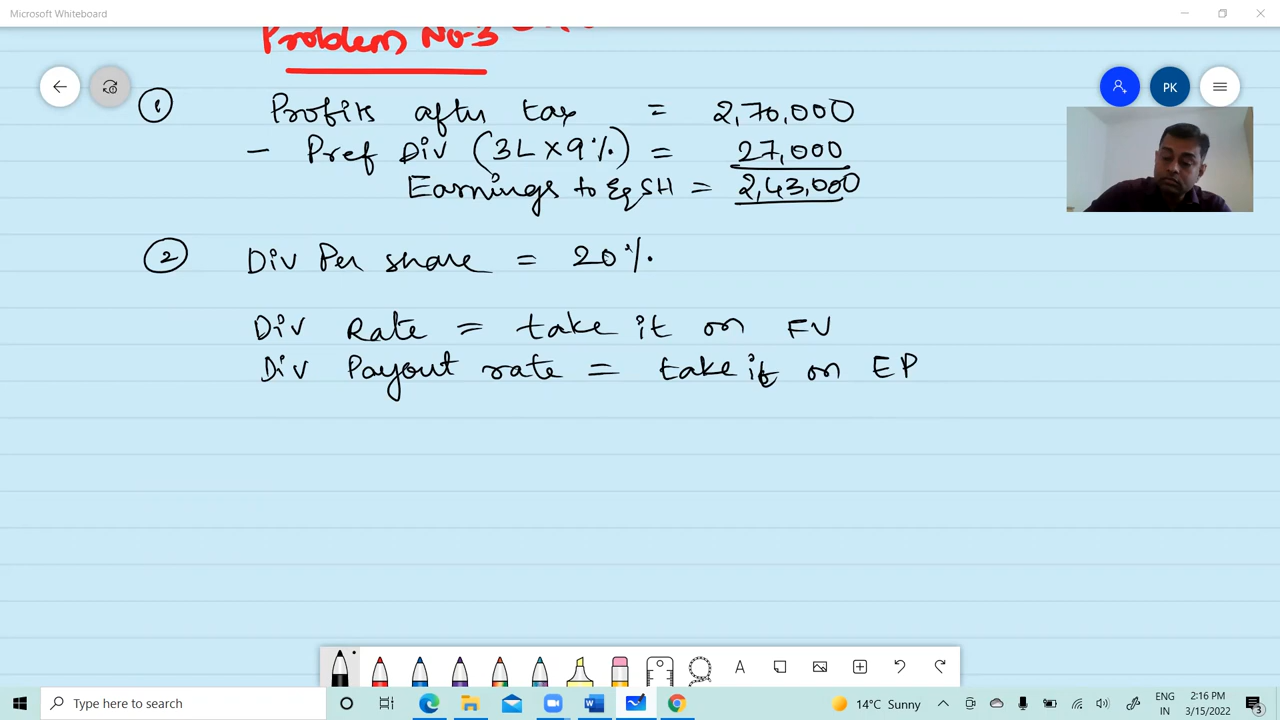 Microsoft Whiteboard
Problem No-3
PK
① Profits after tax = 2,70,000
- Pref Div (3L X 9%) = 27,000
Earnings to Eq SH = 2,43,000
② Div Per share = 20%
Div Rate = take it on FV
Div Payout rate = take it on EP
A
Type here to search
14°C Sunny
ENG
IN
2:16 PM
3/15/2022
3